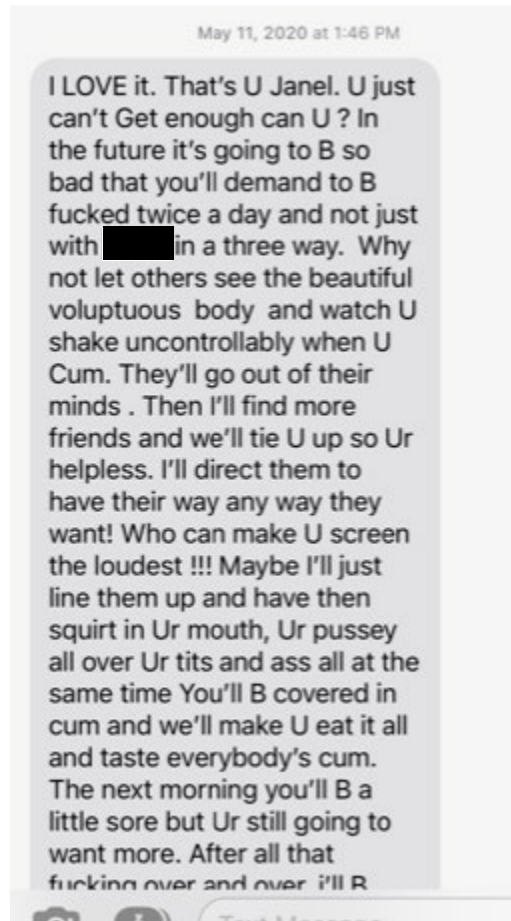 May 11, 2020 at 1:46 PM
I LOVE it. That's U Janel. U just
can't Get enough can U ? In
the future it's going to B so
bad that you'll demand to B
fucked twice a day and not just
with in a three way. Why
not let others see the beautiful
voluptuous body and watch U
shake uncontrollably when U
Cum. They'll go out of their
minds . Then I'll find more
friends and we'll tie U up so Ur
helpless. I'll direct them to
have their way any way they
want! Who can make U screen
the loudest !!! Maybe I'll just
line them up and have then
squirt in Ur mouth, Ur pussey
all over Ur tits and ass all at the
same time You'll B covered in
cum and we'll make U eat it all
and taste everybody's cum.
The next morning you'll B a
little sore but Ur still going to
want more. After all that
fucking over and over i'll B
Text Message